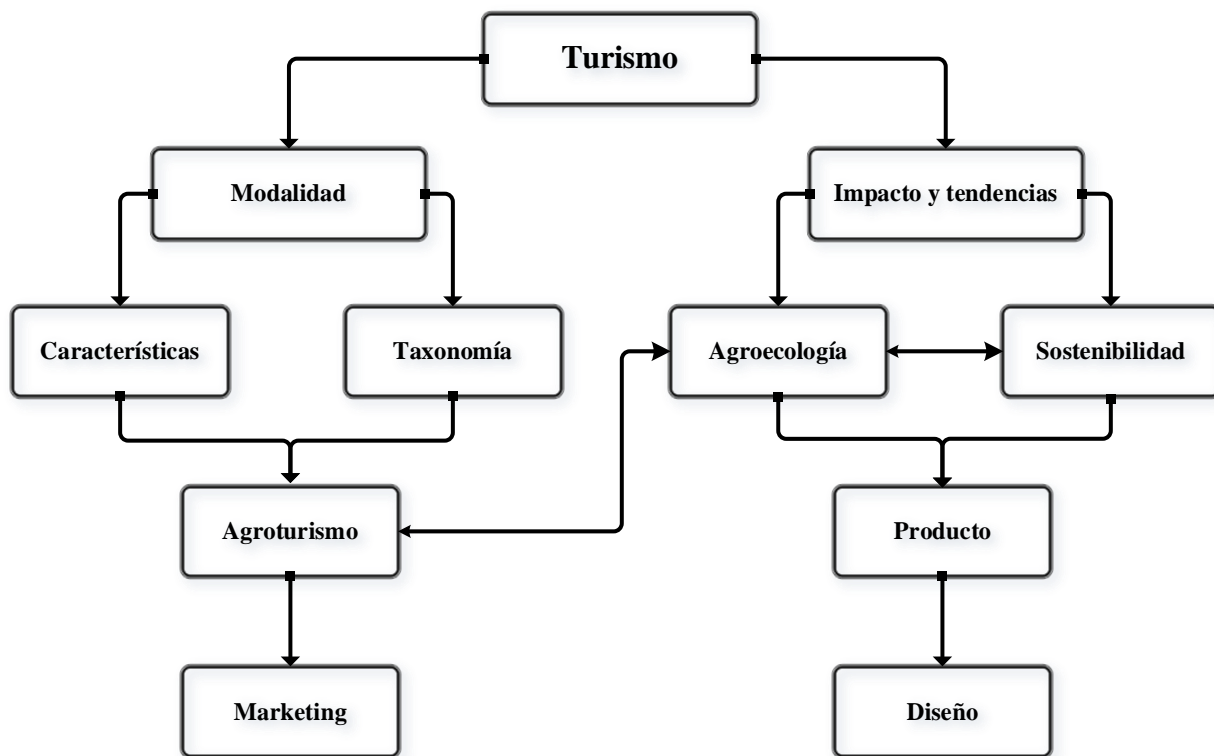 Turismo
Modalidad
Impacto y tendencias
Características
Taxonomía
Agroecología
Sostenibilidad
Agroturismo
Producto
Marketing
Diseño